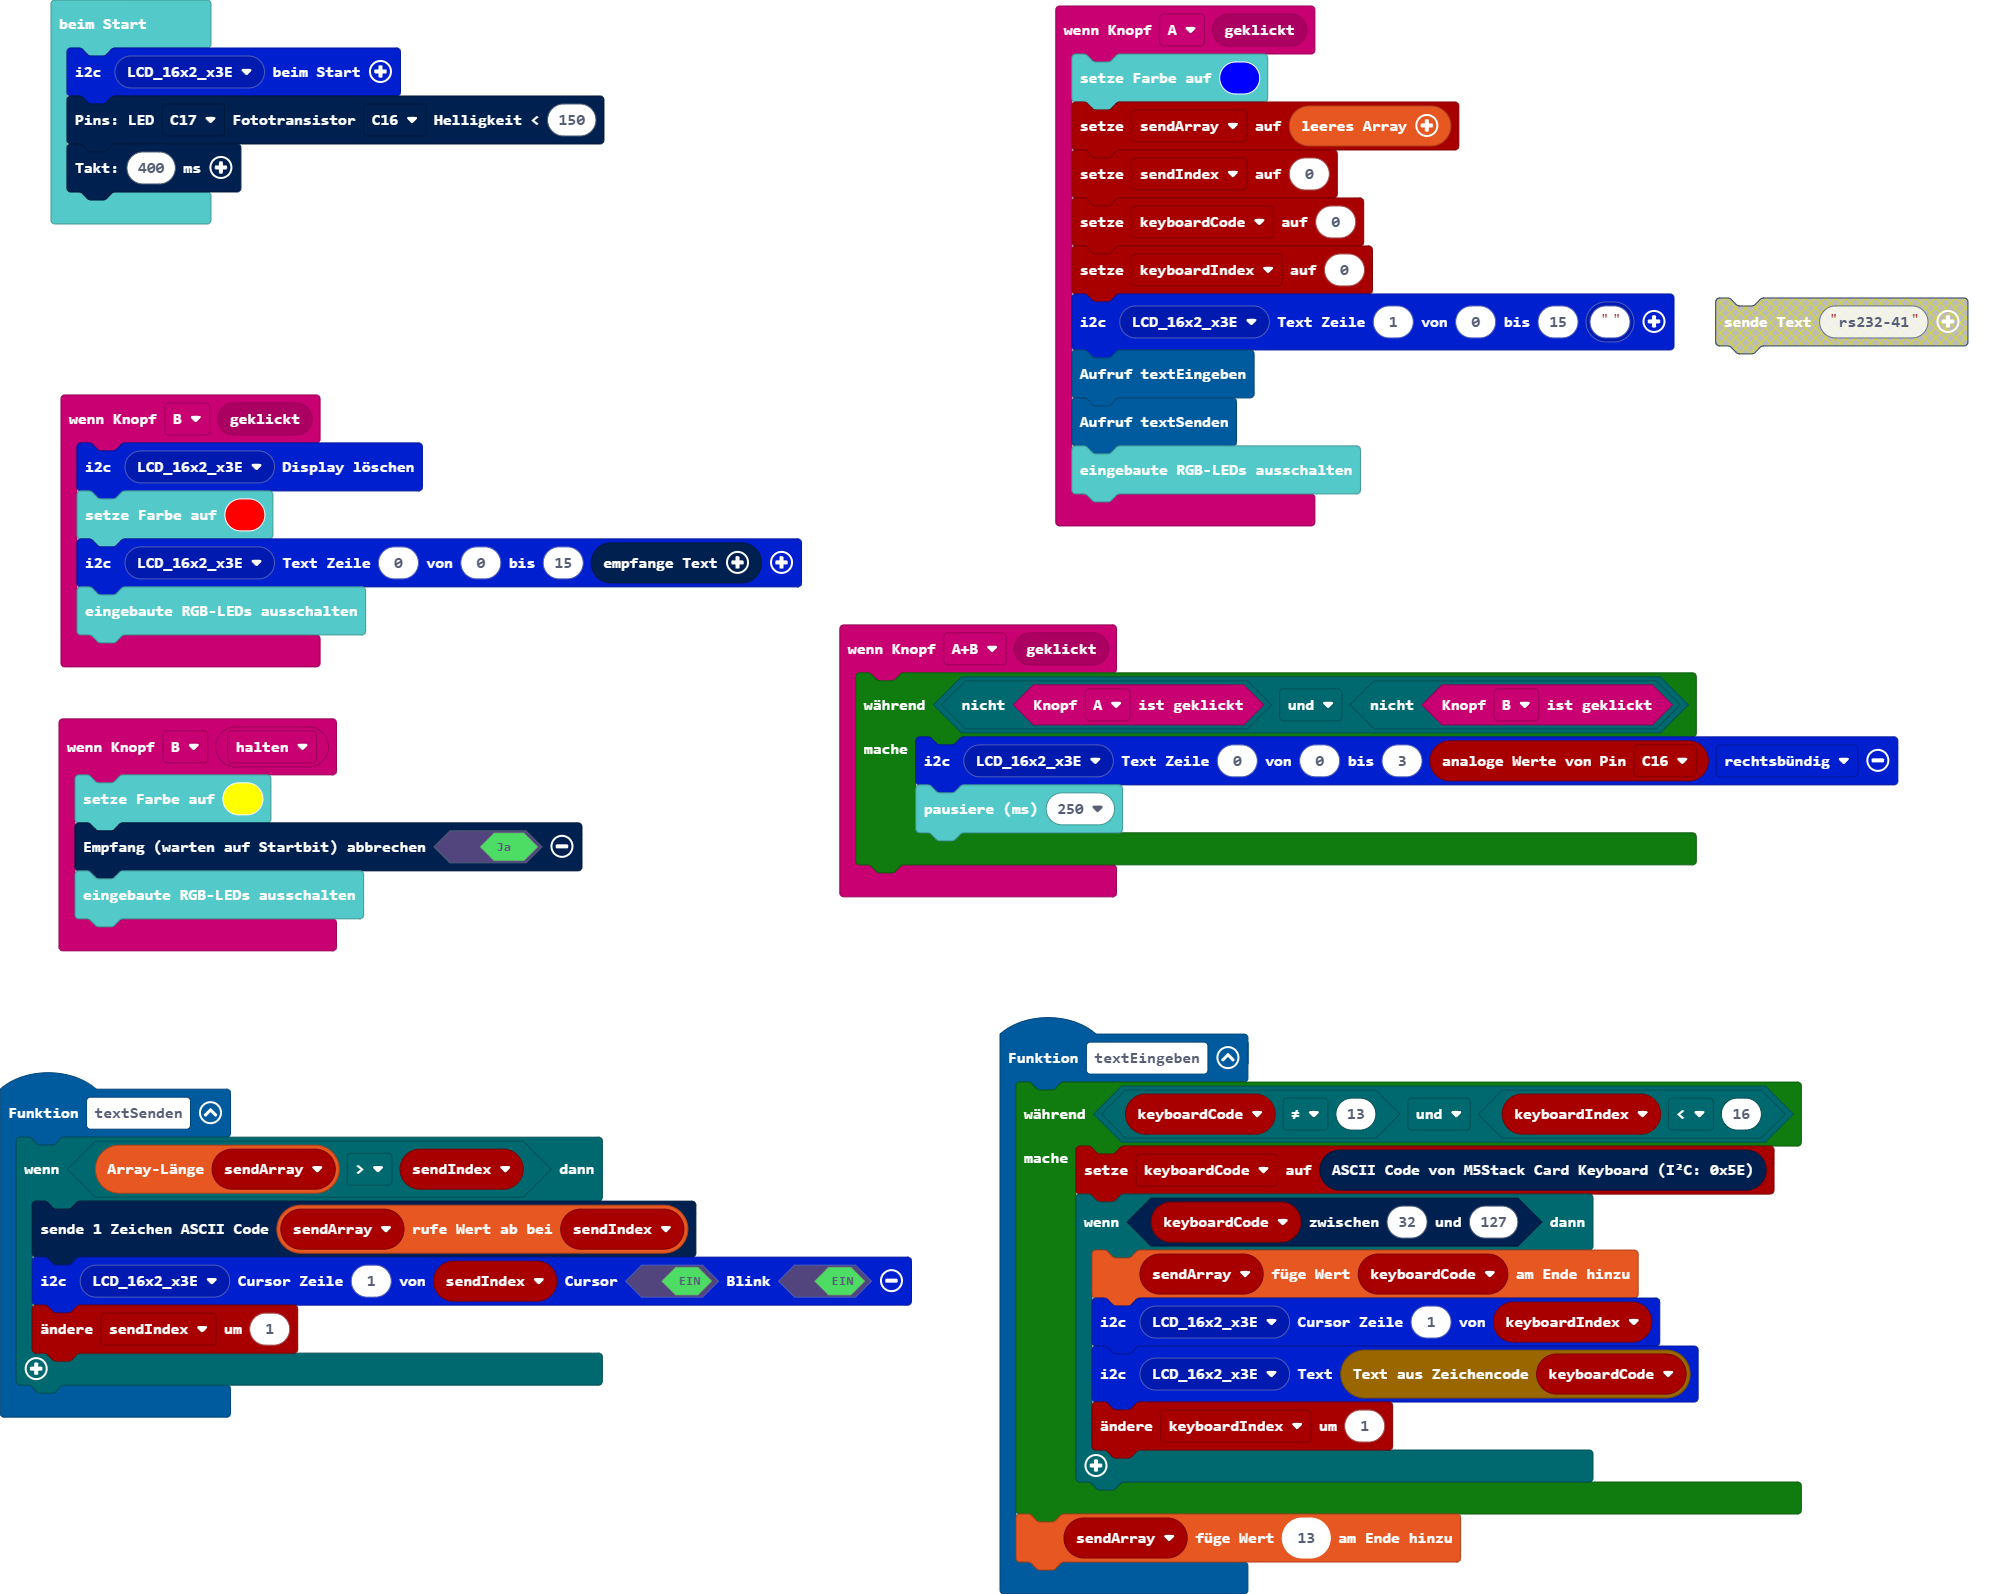 beim Start
i2c LCD_16x2_x3E beim Start
Pins: LED C17 Fototransistor C16 Helligkeit < 150
Takt: 400 ms
wenn Knopf A geklickt
setze Farbe auf
setze sendArray auf leeres Array
setze sendIndex auf 0
setze keyboardCode auf 0
setze keyboardIndex auf 0
i2c LCD_16x2_x3E Text Zeile 1 von 0 bis 15 " "
Aufruf textEingeben
Aufruf textSenden
eingebaute RGB-LEDs ausschalten
sende Text "rs232-41"
wenn Knopf B geklickt
i2c LCD_16x2_x3E Display löschen
setze Farbe auf
i2c LCD_16x2_x3E Text Zeile 0 von 0 bis 15 empfange Text
eingebaute RGB-LEDs ausschalten
wenn Knopf A+B geklickt
während nicht Knopf A ist geklickt und nicht Knopf B ist geklickt
mache
i2c LCD_16x2_x3E Text Zeile 0 von 0 bis 3 analoge Werte von Pin C16 rechtsbündig
pausiere (ms) 250
wenn Knopf B halten
setze Farbe auf
Empfang (warten auf Startbit) abbrechen Ja
eingebaute RGB-LEDs ausschalten
Funktion textSenden
wenn Array-Länge sendArray > sendIndex dann
sende 1 Zeichen ASCII Code sendArray rufe Wert ab bei sendIndex
i2c LCD_16x2_x3E Cursor Zeile 1 von sendIndex Cursor EIN Blink EIN
ändere sendIndex um 1
Funktion textEingeben
während keyboardCode ≠ 13 und keyboardIndex < 16
mache
setze keyboardCode auf ASCII Code von M5Stack Card Keyboard (I²C: 0x5E)
wenn keyboardCode zwischen 32 und 127 dann
sendArray füge Wert keyboardCode am Ende hinzu
i2c LCD_16x2_x3E Cursor Zeile 1 von keyboardIndex
i2c LCD_16x2_x3E Text Text aus Zeichencode keyboardCode
ändere keyboardIndex um 1
sendArray füge Wert 13 am Ende hinzu